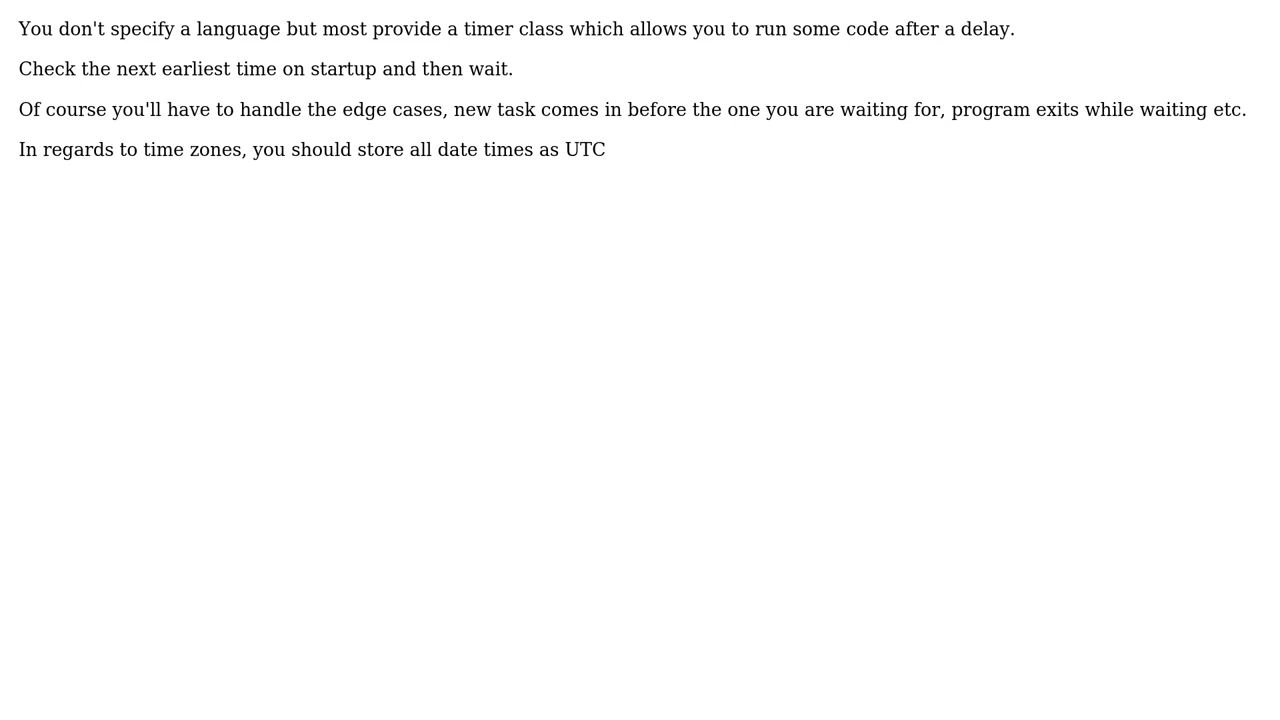 You don't specify a language but most provide a timer class which allows you to run some code after a delay.
Check the next earliest time on startup and then wait.
Of course you'll have to handle the edge cases, new task comes in before the one you are waiting for, program exits while waiting etc.
In regards to time zones, you should store all date times as UTC